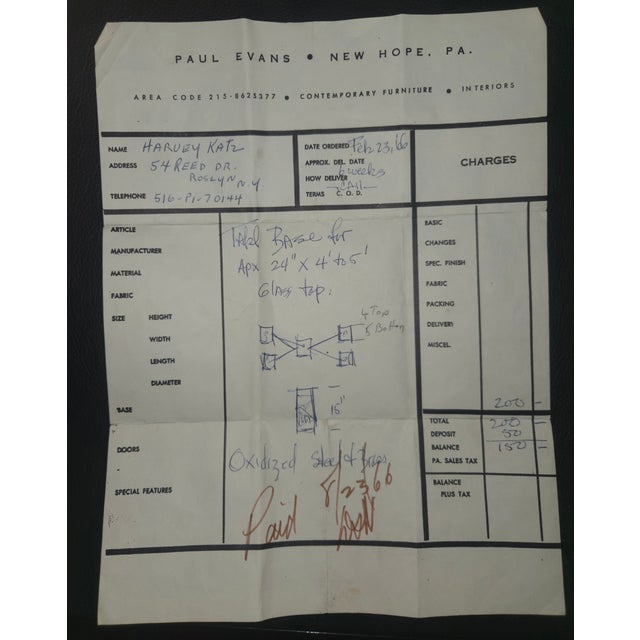 PAUL EVANS • NEW HOPE, PA.
AREA CODE 215-8625377 • CONTEMPORARY FURNITURE • INTERIORS
NAME HARVEY KATZ
ADDRESS 54 REED DR.
ROSLYN N.Y
TELEPHONE 516-P1-70144
DATE ORDERED Feb. 23, 66
APPROX. DEL. DATE 6 weeks
HOW DELIVER CALL
TERMS C. O. D.
CHARGES
ARTICLE
MANUFACTURER
MATERIAL
FABRIC
SIZE HEIGHT
WIDTH
LENGTH
DIAMETER
BASE
DOORS
SPECIAL FEATURES
Base for
Apx 24" X 4' to 5'
Glass top.
4 Top
5 Bottom
15"
Oxidized Steel & Brass
Paid 8/23/66
BASIC
CHANGES
SPEC. FINISH
FABRIC
PACKING
DELIVERY
MISCEL.
200 –
TOTAL 200 –
DEPOSIT 50
BALANCE 150 –
PA. SALES TAX
BALANCE
PLUS TAX